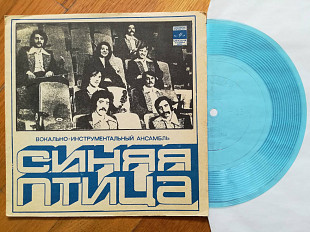 ВОКАЛЬНО-ИНСТРУМЕНТАЛЬНЫЙ АНСАМБЛЬ
СИНЯЯ
ПТИЦА